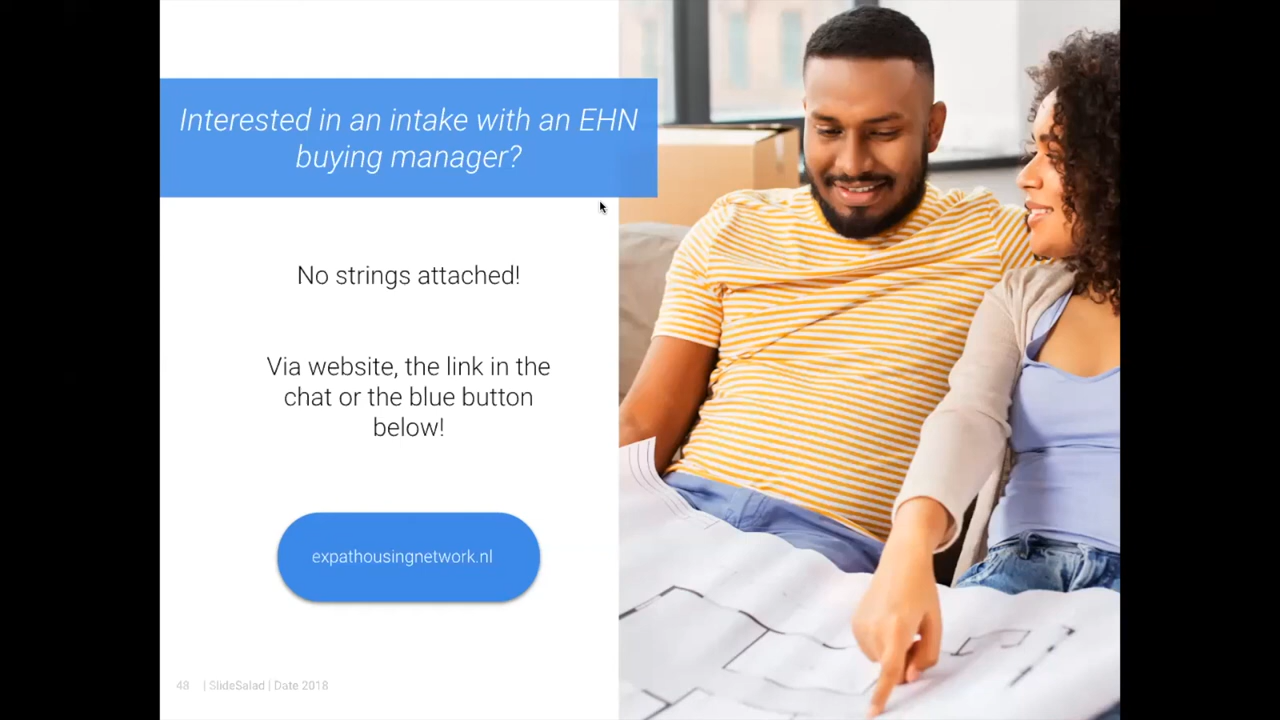 Interested in an intake with an EHN
buying manager?
No strings attached!
Via website, the link in the
chat or the blue button
below!
expathousingnetwork.nl
48 | SlideSalad | Date 2018